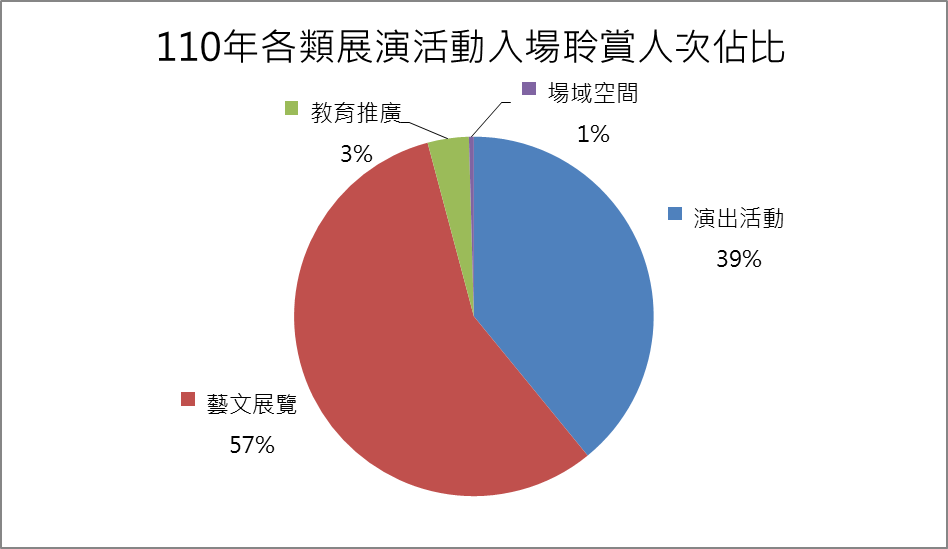 110年各類展演活動入場聆賞人次佔比
場域空間
1%
教育推廣
3%
演出活動
39%
藝文展覽
57%